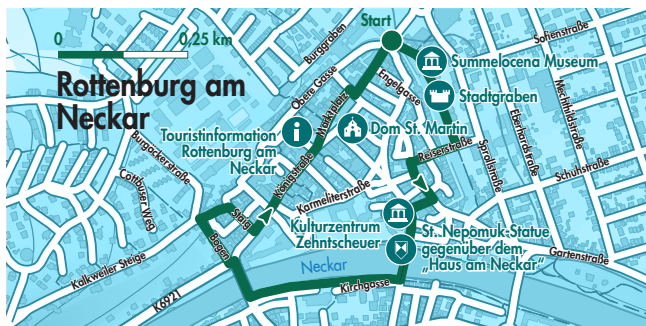 Start
0
0,25 km
Rottenburg am
Neckar
Burggraben
Obere Gasse
Marktplatz
Engelgasse
Summelocena Museum
Stadtgraben
Sofienstraße
Mechthildstraße
Eberhardstraße
Sprollstraße
Schuhstraße
Touristinformation
Rottenburg am
Neckar
Dom St. Martin
Reiserstraße
Königstraße
Karmeliterstraße
Burgäckerstraße
Cottbuser Weg
Staig
Bogen
Kalkweiler Steige
K6921
Kulturzentrum
Zehntscheuer
St. Nepomuk-Statue
gegenüber dem
„Haus am Neckar“
Gartenstraße
Neckar
Kirchgasse